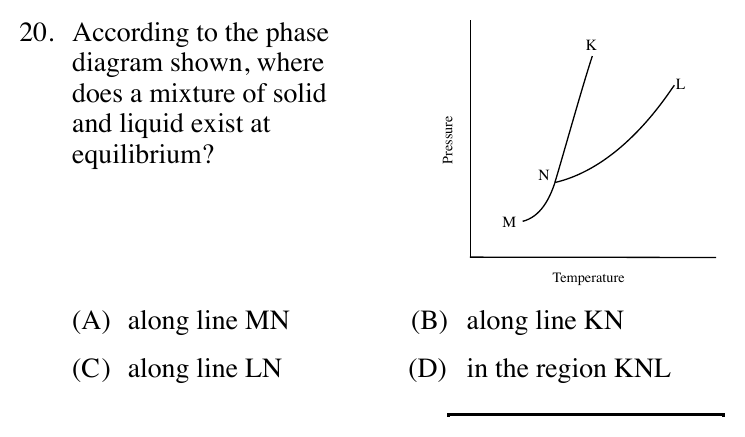 20. According to the phase
diagram shown, where
does a mixture of solid
and liquid exist at
equilibrium?
K
L
Pressure
N
M
Temperature
(A) along line MN
(B) along line KN
(C) along line LN
(D) in the region KNL